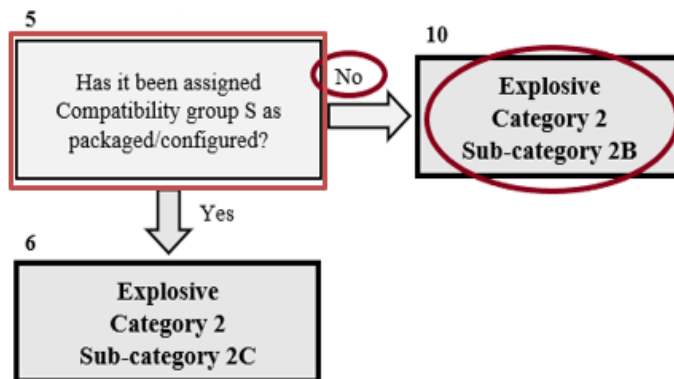 5
Has it been assigned
Compatibility group S as
packaged/configured?
No
10
Explosive
Category 2
Sub-category 2B
Yes
6
Explosive
Category 2
Sub-category 2C